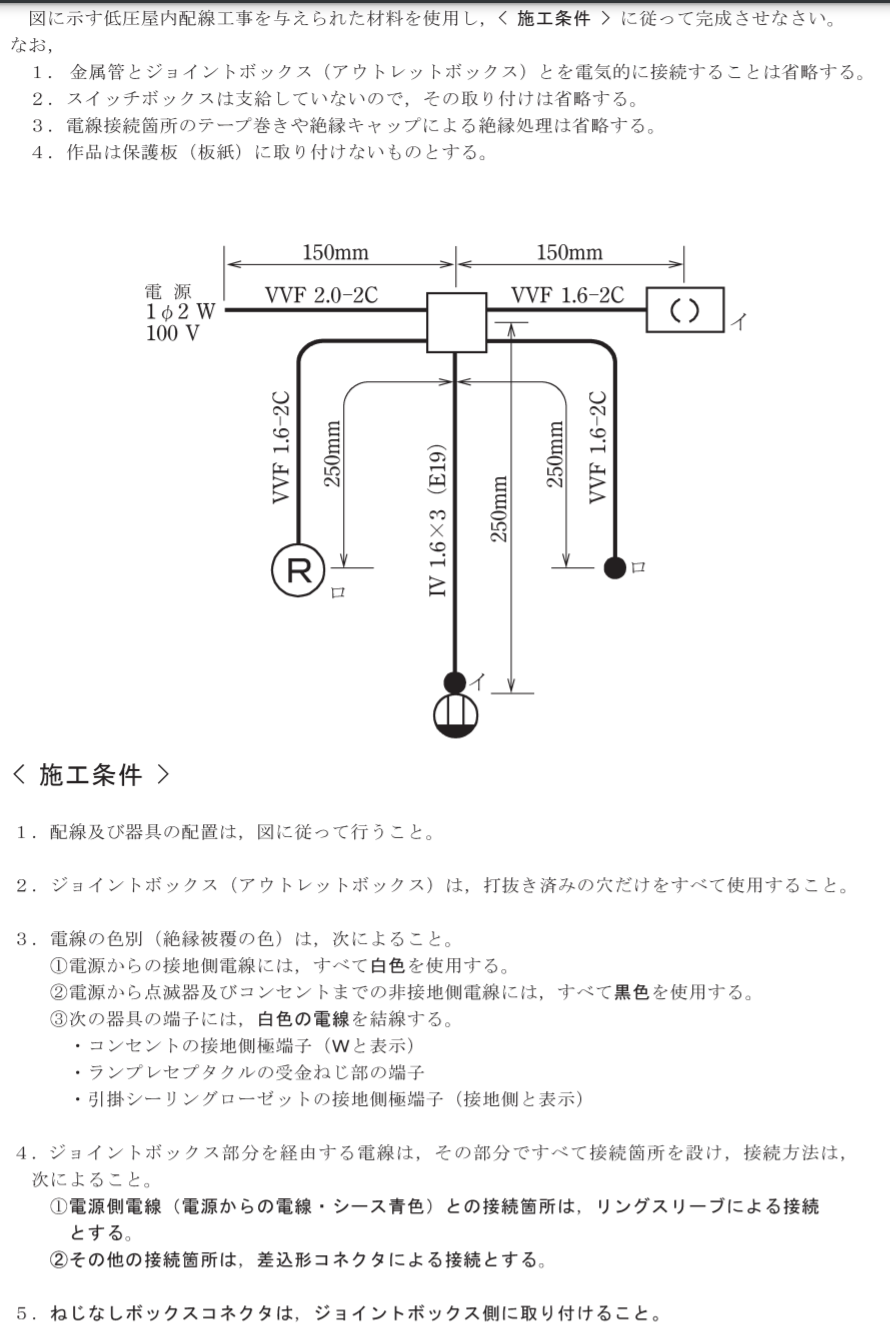 図に示す低圧屋内配線工事を与えられた材料を使用し，＜ 施工条件 ＞ に従って完成させなさい。
なお，
１． 金属管とジョイントボックス（アウトレットボックス）とを電気的に接続することは省略する。
２．スイッチボックスは支給していないので，その取り付けは省略する。
３．電線接続箇所のテープ巻きや絶縁キャップによる絶縁処理は省略する。
４．作品は保護板（板紙）に取り付けないものとする。
150mm
150mm
電 源
1φ2 W
100 V
VVF 2.0-2C
VVF 1.6-2C
( )
イ
VVF 1.6-2C
250mm
IV 1.6×3 （E19）
250mm
250mm
VVF 1.6-2C
R
ロ
ロ
イ
＜ 施工条件 ＞
１．配線及び器具の配置は，図に従って行うこと。
２．ジョイントボックス（アウトレットボックス）は，打抜き済みの穴だけをすべて使用すること。
３．電線の色別（絶縁被覆の色）は，次によること。
①電源からの接地側電線には，すべて白色を使用する。
②電源から点滅器及びコンセントまでの非接地側電線には，すべて黒色を使用する。
③次の器具の端子には，白色の電線を結線する。
・コンセントの接地側極端子（Wと表示）
・ランプレセプタクルの受金ねじ部の端子
・引掛シーリングローゼットの接地側極端子（接地側と表示）
４．ジョイントボックス部分を経由する電線は，その部分ですべて接続箇所を設け，接続方法は，
次によること。
①電源側電線（電源からの電線・シース青色）との接続箇所は，リングスリーブによる接続
とする。
②その他の接続箇所は，差込形コネクタによる接続とする。
５．ねじなしボックスコネクタは，ジョイントボックス側に取り付けること。